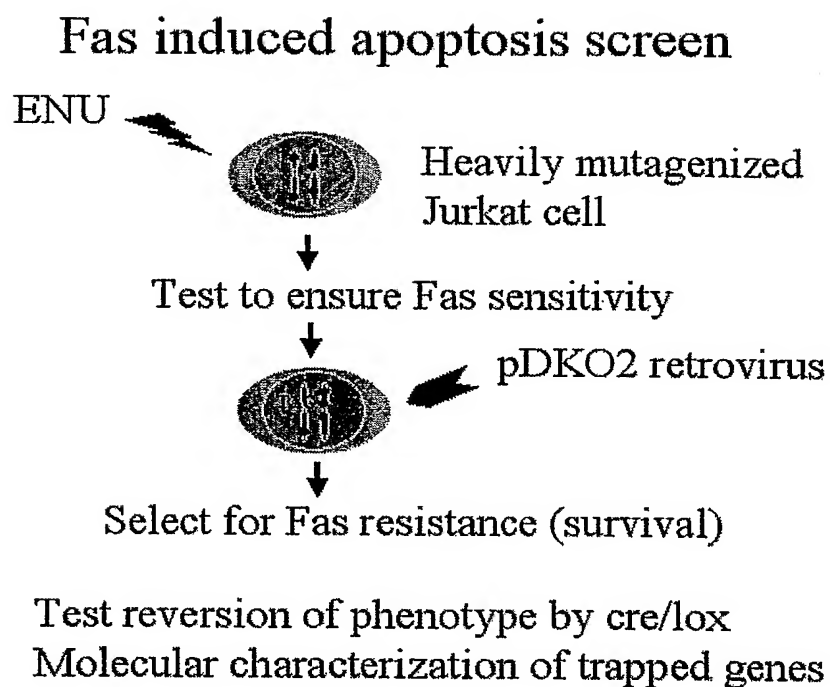 Fas induced apoptosis screen
ENU
Heavily mutagenized
Jurkat cell
Test to ensure Fas sensitivity
pDKO2 retrovirus
Select for Fas resistance (survival)
Test reversion of phenotype by cre/lox
Molecular characterization of trapped genes